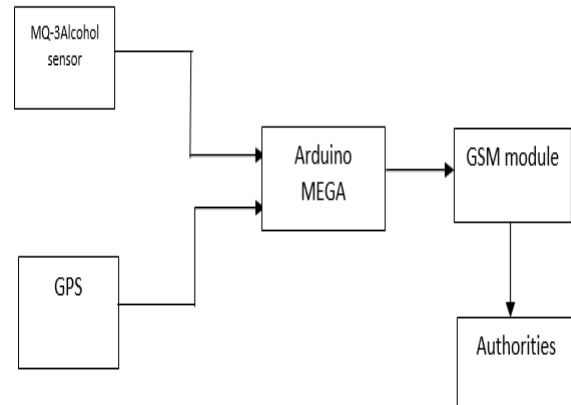 MQ-3Alcohol
sensor
Arduino
MEGA
GSM module
GPS
Authorities